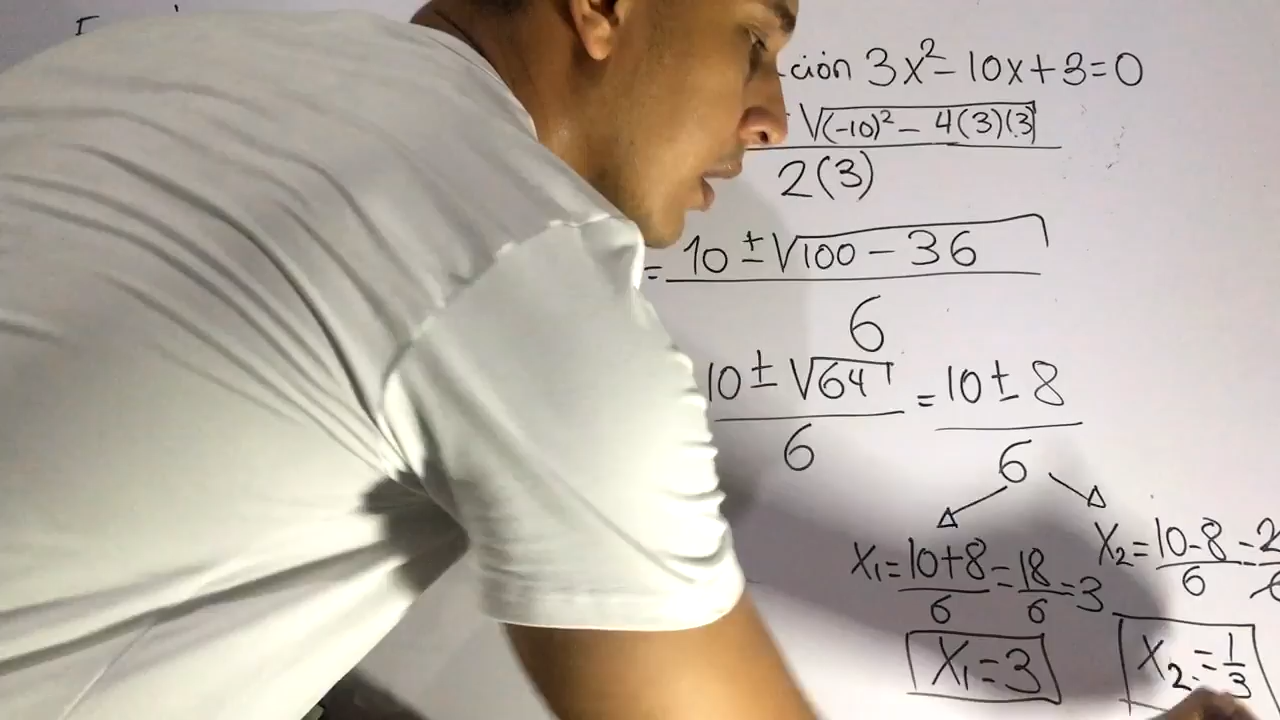 ción 3x² - 10x + 3 = 0
√(-10)² - 4(3)(3)
2(3)
= 10 ± √100 - 36
6
10 ± √64 = 10 ± 8
6 6
X₁ = 10+8 = 18 = 3
6 6
X₂ = 10-8 = 2
6 6
X₁ = 3
X₂ = 1/3